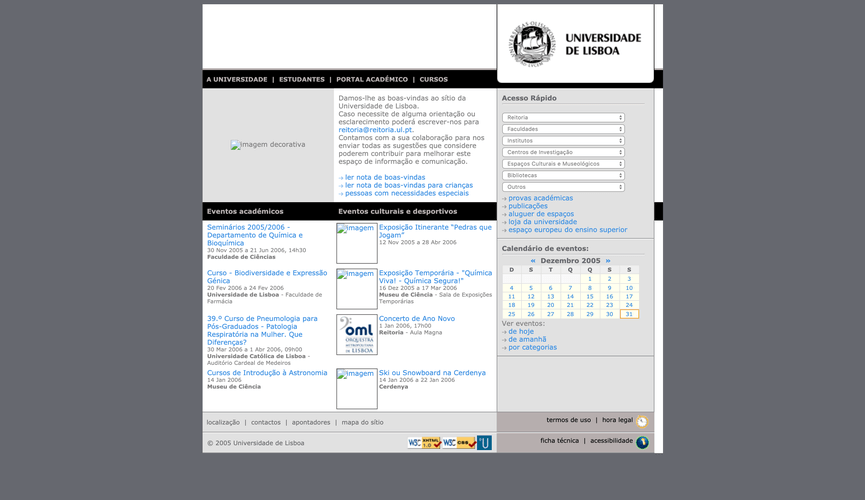 UNIVERSIDADE
DE LISBOA
A UNIVERSIDADE | ESTUDANTES | PORTAL ACADÉMICO | CURSOS
imagem decorativa
Damos-lhe as boas-vindas ao sítio da
Universidade de Lisboa.
Caso necessite de alguma orientação ou
esclarecimento poderá escrever-nos para
reitoria@reitoria.ul.pt.
Contamos com a sua colaboração para nos
enviar todas as sugestões que considere
poderem contribuir para melhorar este
espaço de informação e comunicação.
ler nota de boas-vindas
ler nota de boas-vindas para crianças
pessoas com necessidades especiais
Acesso Rápido
Reitoria
Faculdades
Institutos
Centros de Investigação
Espaços Culturais e Museológicos
Bibliotecas
Outros
provas académicas
publicações
aluguer de espaços
loja da universidade
espaço europeu do ensino superior
Eventos académicos
Seminários 2005/2006 -
Departamento de Química e
Bioquímica
30 Nov 2005 a 21 Jun 2006, 14h30
Faculdade de Ciências
Curso - Biodiversidade e Expressão
Génica
20 Fev 2006 a 24 Fev 2006
Universidade de Lisboa - Faculdade de
Farmácia
39.º Curso de Pneumologia para
Pós-Graduados - Patologia
Respiratória na Mulher. Que
Diferenças?
30 Mar 2006 a 1 Abr 2006, 09h00
Universidade Católica de Lisboa -
Auditório Cardeal de Medeiros
Cursos de Introdução à Astronomia
14 Jan 2006
Museu de Ciência
Eventos culturais e desportivos
imagem
Exposição Itinerante "Pedras que
Jogam"
12 Nov 2005 a 28 Abr 2006
imagem
Exposição Temporária - "Química
Viva! - Química Segura!"
16 Dez 2005 a 17 Mar 2006
Museu de Ciência - Sala de Exposições
Temporárias
oml
ORQUESTRA
METROPOLITANA
DE LISBOA
Concerto de Ano Novo
1 Jan 2006, 17h00
Reitoria - Aula Magna
imagem
Ski ou Snowboard na Cerdenya
14 Jan 2006 a 22 Jan 2006
Cerdenya
Calendário de eventos:
« Dezembro 2005 »
D S T Q Q S S
1 2 3
4 5 6 7 8 9 10
11 12 13 14 15 16 17
18 19 20 21 22 23 24
25 26 27 28 29 30 31
Ver eventos:
de hoje
de amanhã
por categorias
localização | contactos | apontadores | mapa do sítio
termos de uso | hora legal
© 2005 Universidade de Lisboa
W3C XHTML 1.0
W3C css
U
ficha técnica | acessibilidade